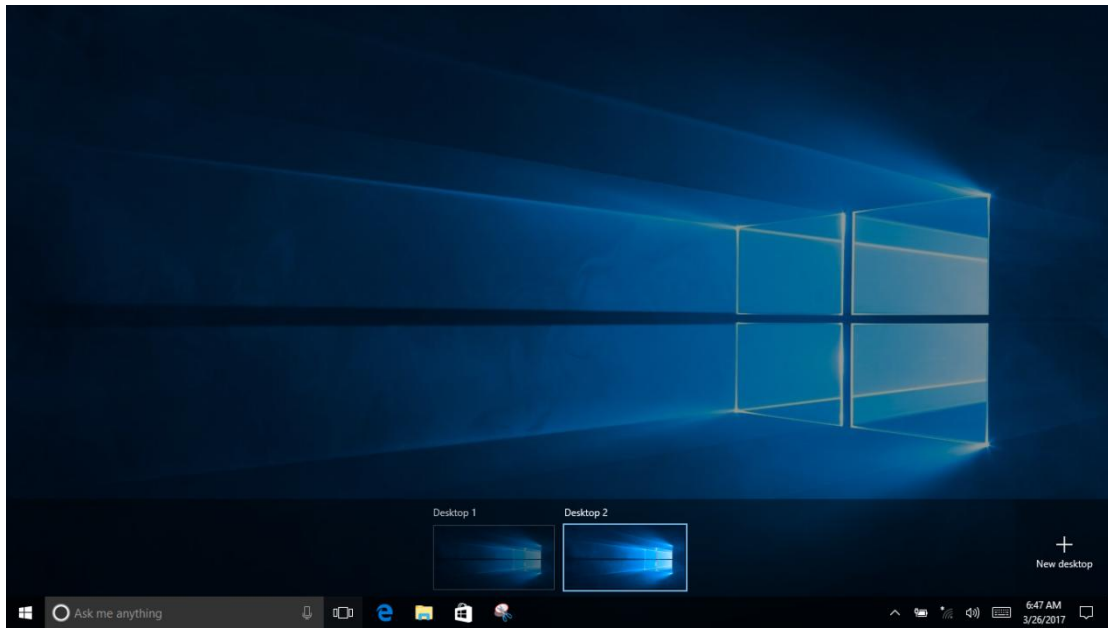 Desktop 1
Desktop 2
New desktop
Ask me anything
6:47 AM
3/26/2017